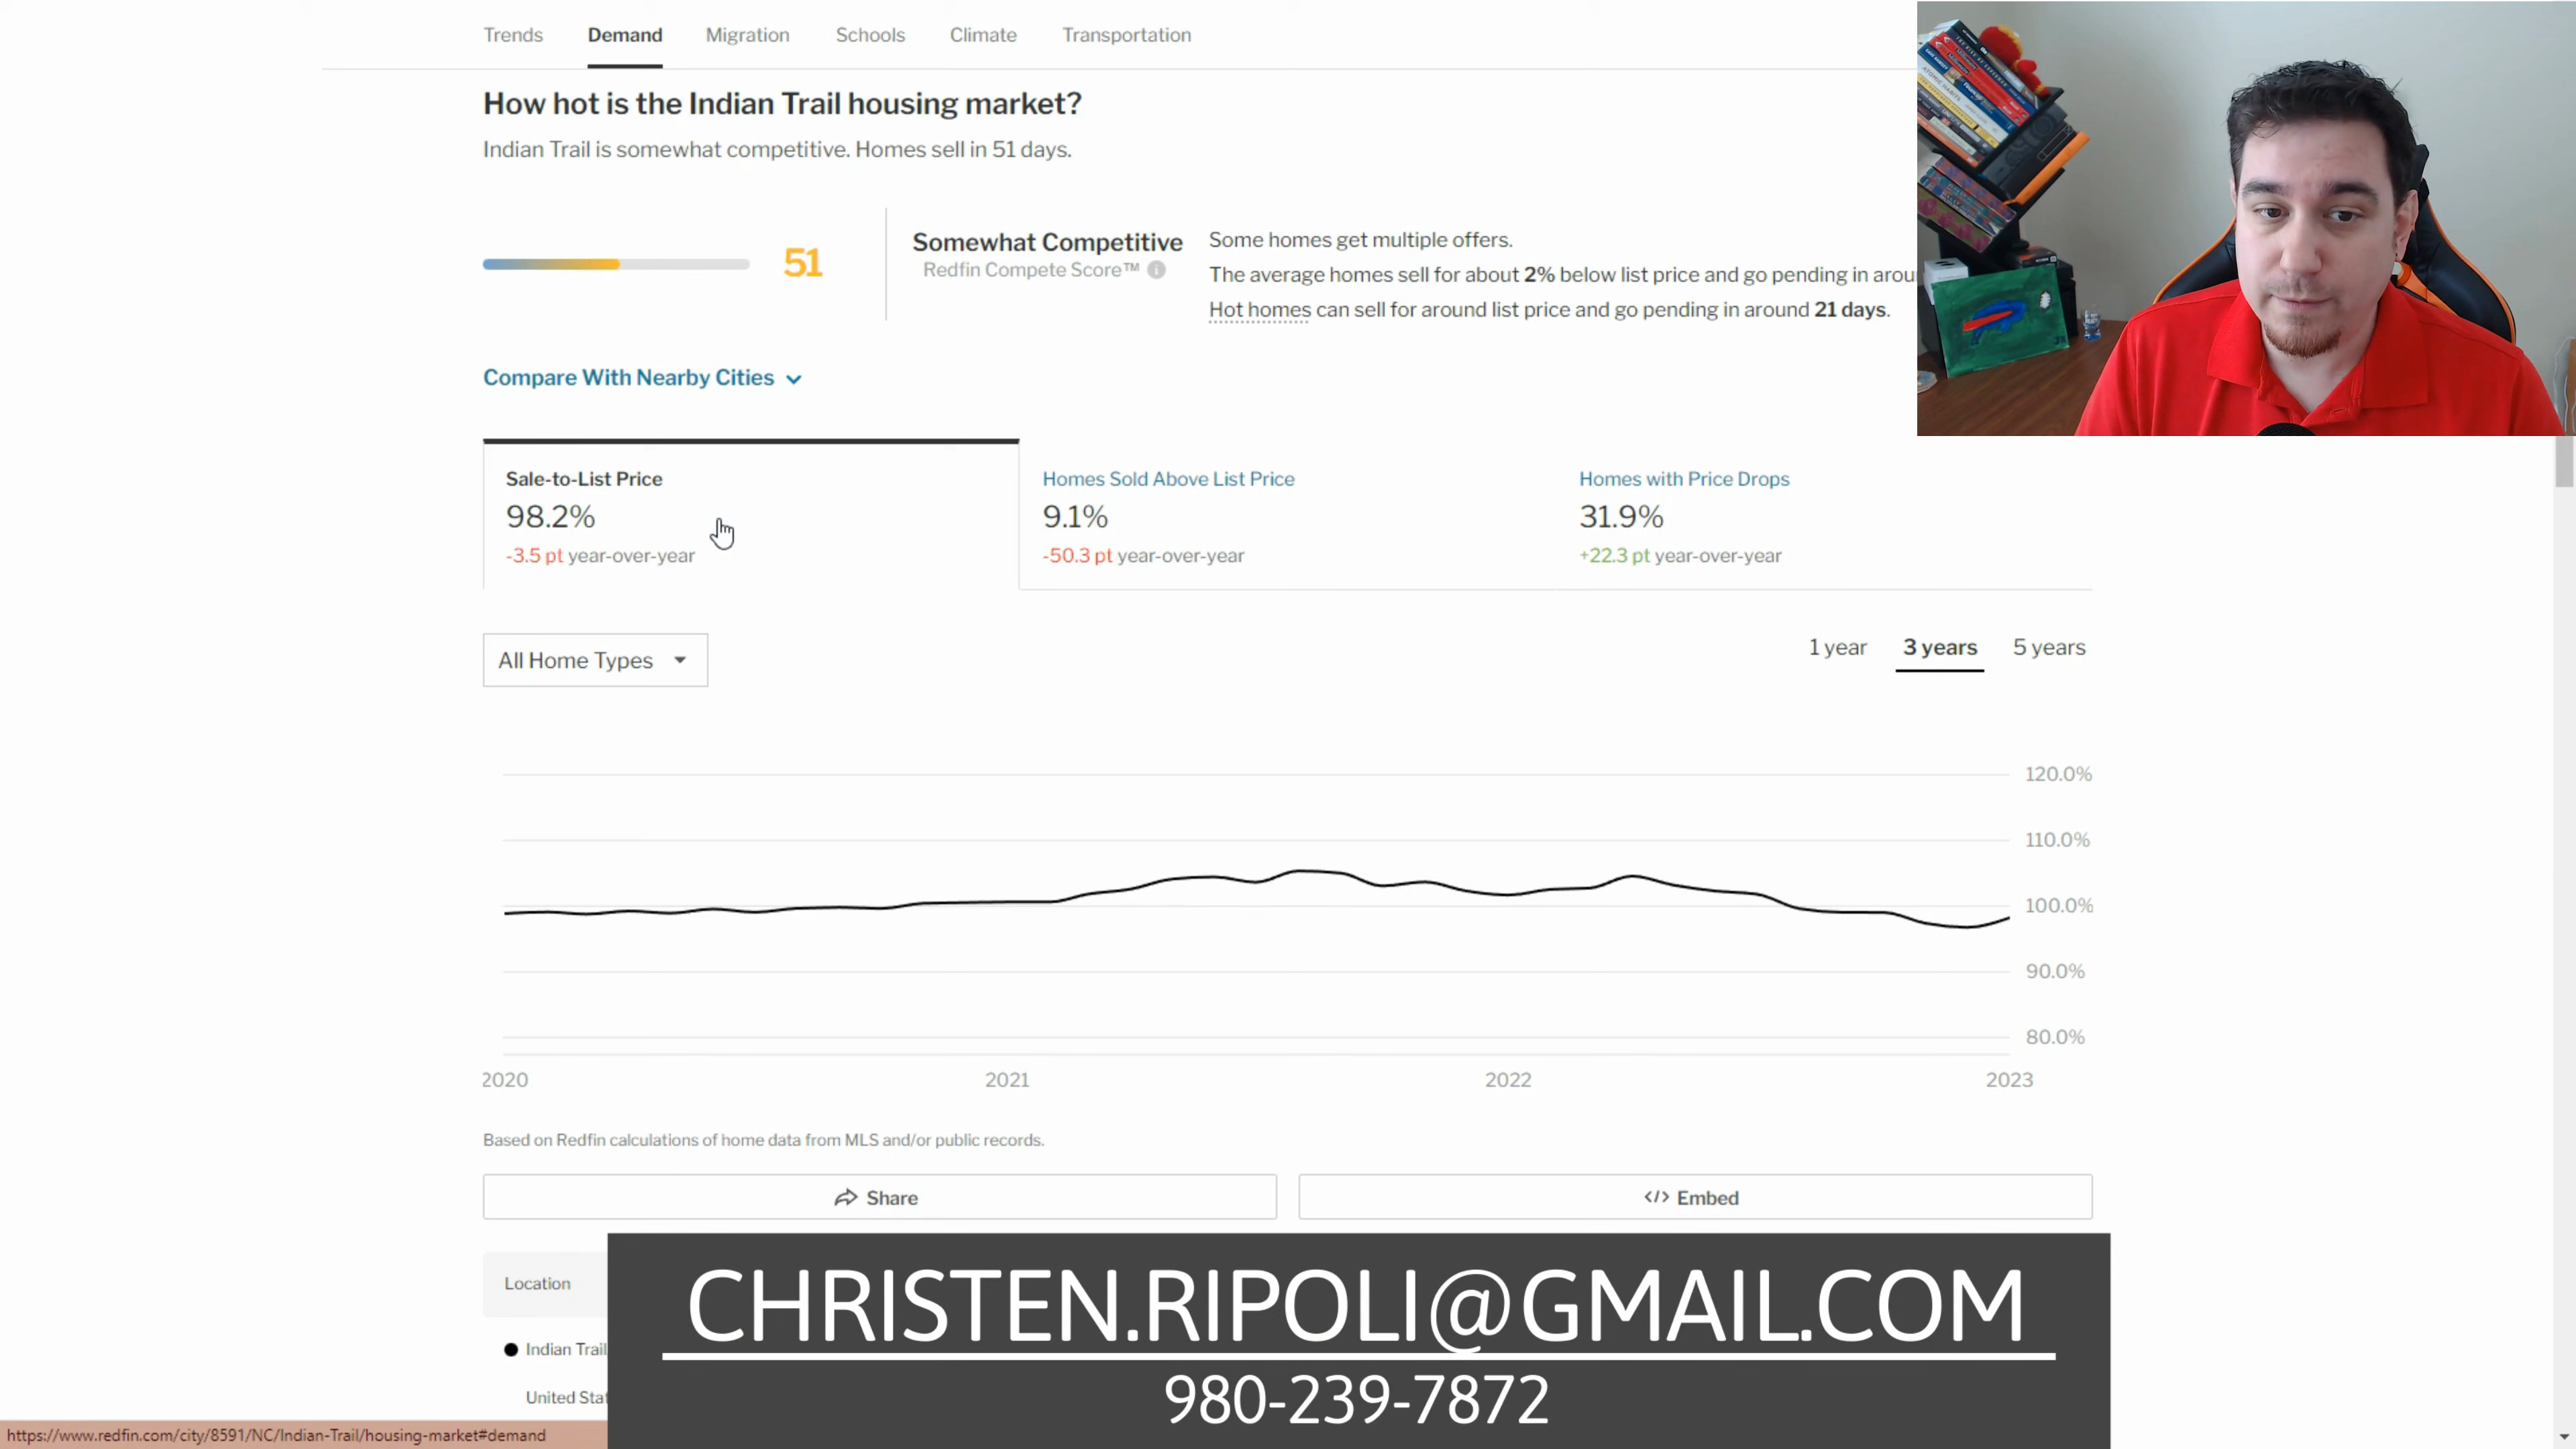 Trends Demand Migration Schools Climate Transportation
How hot is the Indian Trail housing market?
Indian Trail is somewhat competitive. Homes sell in 51 days.
51
Somewhat Competitive
Redfin Compete Score™
Some homes get multiple offers.
The average homes sell for about 2% below list price and go pending in
Hot homes can sell for around list price and go pending in around 21 days.
Compare With Nearby Cities
Sale-to-List Price
98.2%
-3.5 pt year-over-year
Homes Sold Above List Price
9.1%
-50.3 pt year-over-year
Homes with Price Drops
31.9%
+22.3 pt year-over-year
All Home Types
1 year 3 years 5 years
120.0%
110.0%
100.0%
90.0%
80.0%
2020 2021 2022 2023
Based on Redfin calculations of home data from MLS and/or public records.
Share
</> Embed
Location
Indian Trail
United
CHRISTEN.RIPOLI@GMAIL.COM
980-239-7872
https://www.redfin.com/city/8591/NC/Indian-Trail/housing-market#demand